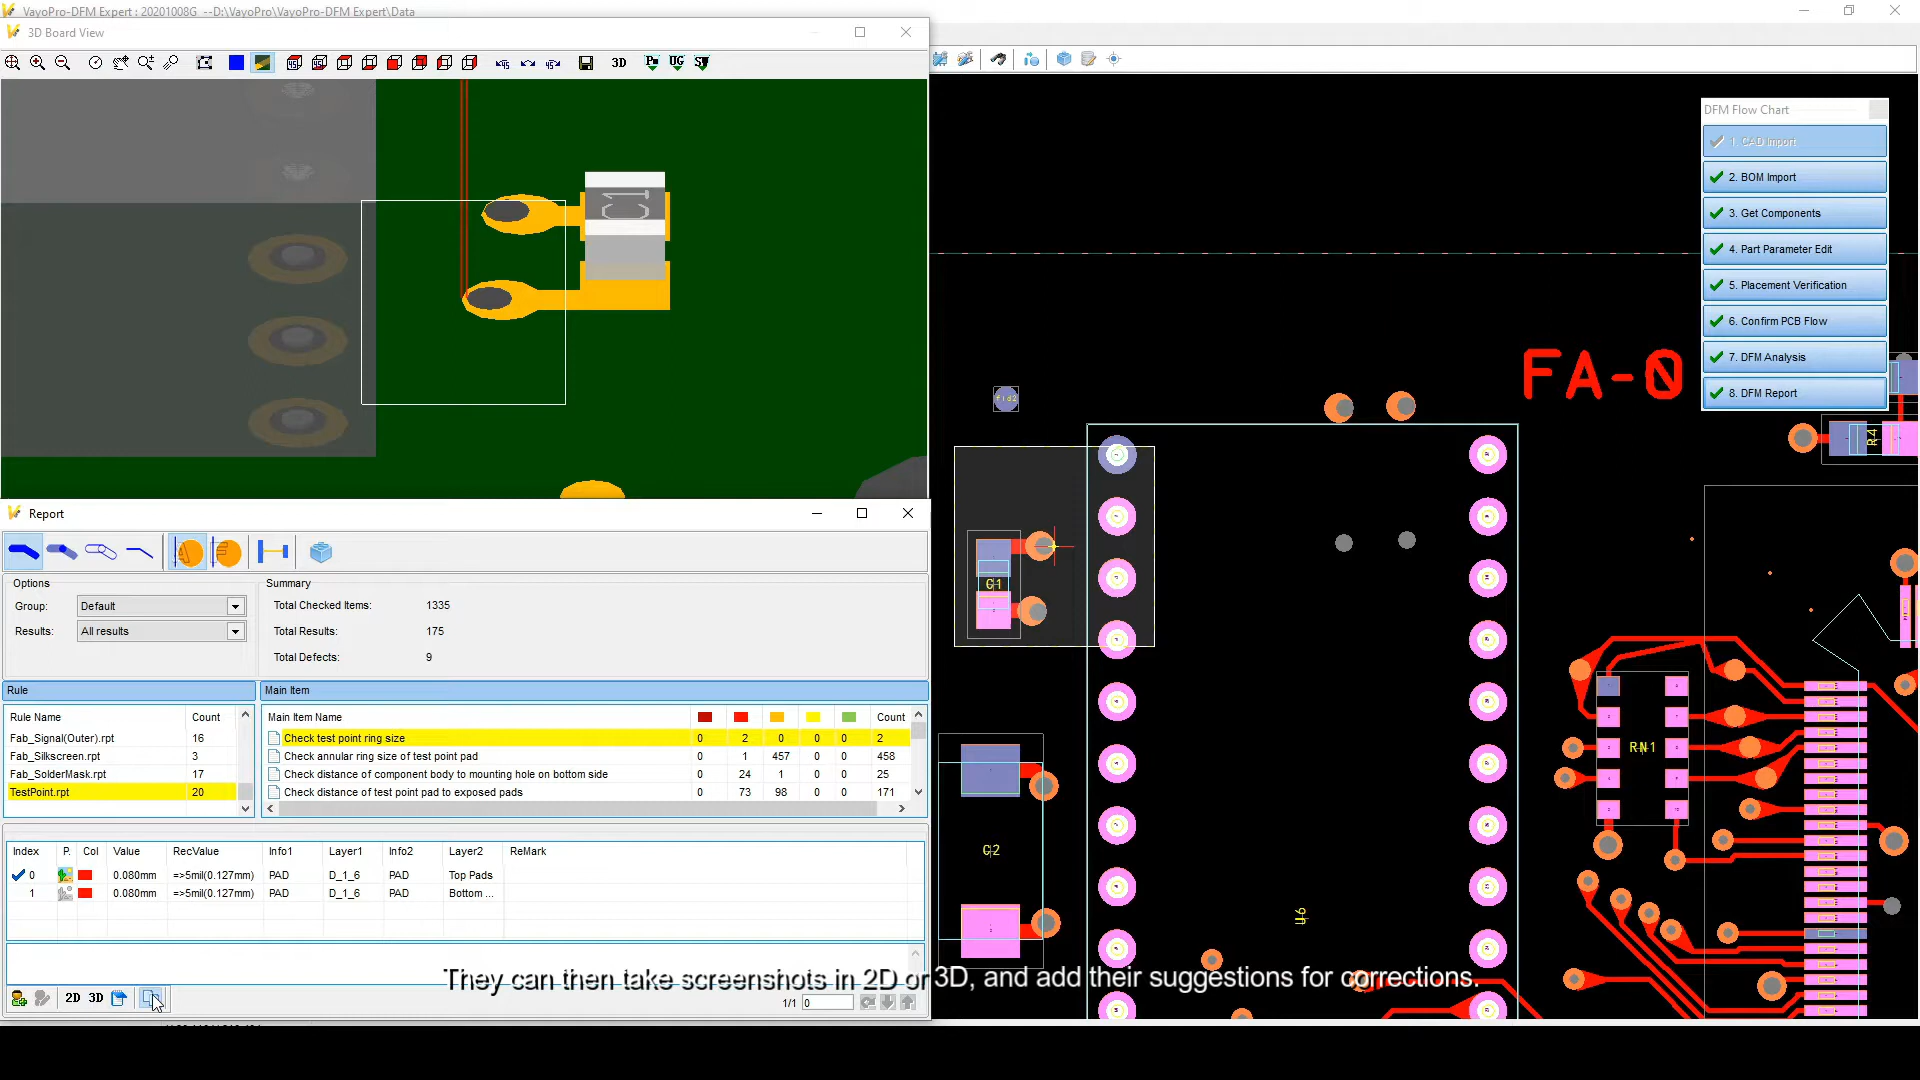 VayoPro-DFM Expert : 20201008G --D:\VayoPro\VayoPro-DFM Expert\Data
3D Board View
3D
UG
C1
DFM Flow Chart
1. CAD Import
2. BOM Import
3. Get Components
4. Part Parameter Edit
5. Placement Verification
6. Confirm PCB Flow
7. DFM Analysis
8. DFM Report
FA-0
fid2
R4
C1
RN1
C2
U6
Report
Options
Group: Default
Results: All results
Summary
Total Checked Items: 1335
Total Results: 175
Total Defects: 9
Rule
Main Item
Rule Name Count
Fab_Signal(Outer).rpt 16
Fab_Silkscreen.rpt 3
Fab_SolderMask.rpt 17
TestPoint.rpt 20
Main Item Name Count
Check test point ring size 0 2 0 0 0 2
Check annular ring size of test point pad 0 1 457 0 0 458
Check distance of component body to mounting hole on bottom side 0 24 1 0 0 25
Check distance of test point pad to exposed pads 0 73 98 0 0 171
Index P. Col Value RecValue Info1 Layer1 Info2 Layer2 ReMark
0 0.080mm =>5mil(0.127mm) PAD D_1_6 PAD Top Pads
1 0.080mm =>5mil(0.127mm) PAD D_1_6 PAD Bottom ...
They can then take screenshots in 2D or 3D, and add their suggestions for corrections.
2D 3D
1/1 0